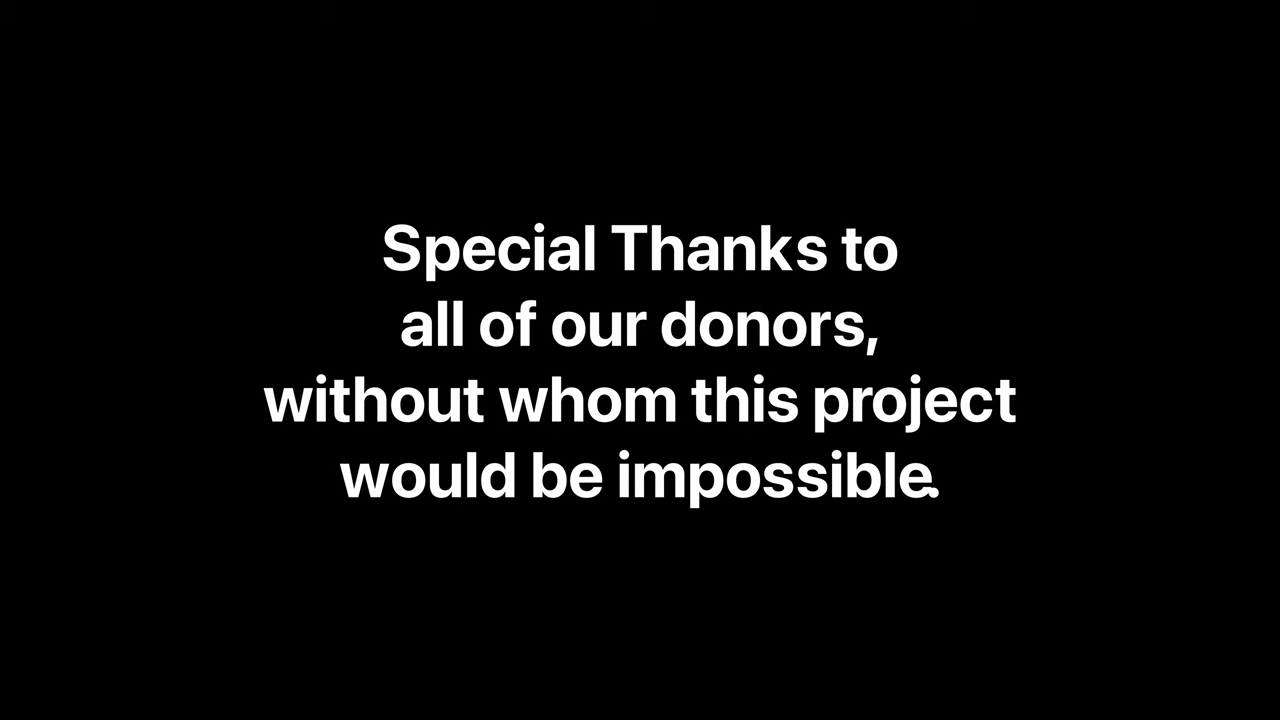 Special Thanks to
all of our donors,
without whom this project
would be impossible.